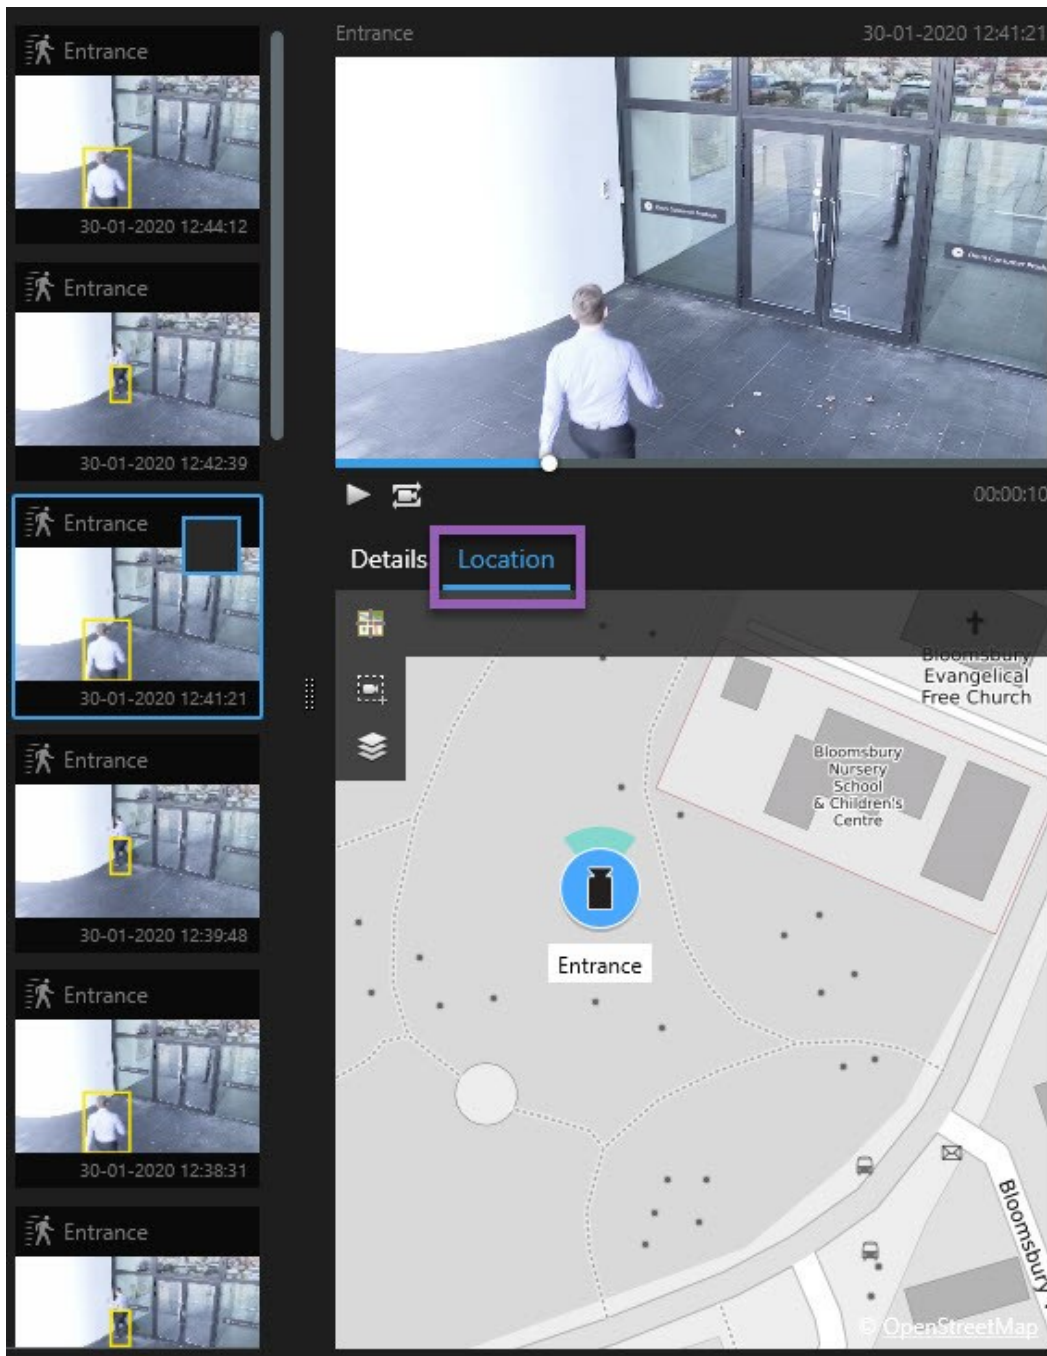 Entrance
30-01-2020 12:44:12
Entrance
30-01-2020 12:42:39
Entrance
30-01-2020 12:41:21
Entrance
30-01-2020 12:39:48
Entrance
30-01-2020 12:38:31
Entrance
Entrance
30-01-2020 12:41:21
00:00:10
Details
Location
Bloomsbury
Evangelical
Free Church
Bloomsbury
Nursery
School
& Children's
Centre
Entrance
Bloomsbury
© OpenStreetMap